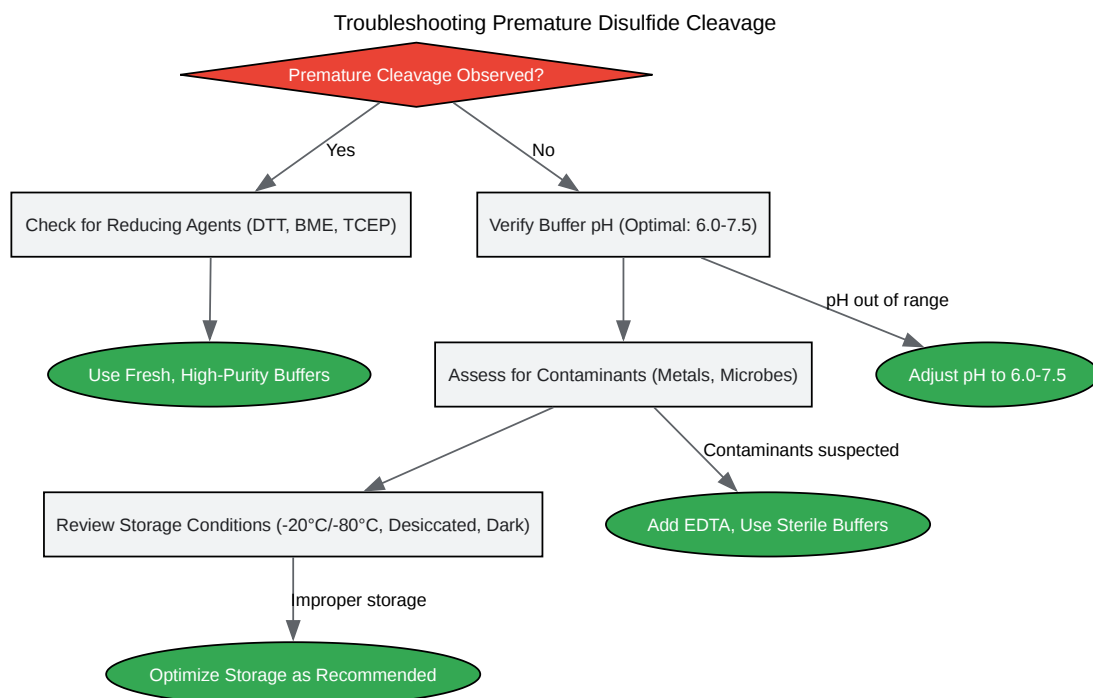 Troubleshooting Premature Disulfide Cleavage
Premature Cleavage Observed?
Yes
No
Check for Reducing Agents (DTT, BME, TCEP)
Verify Buffer pH (Optimal: 6.0-7.5)
pH out of range
Use Fresh, High-Purity Buffers
Assess for Contaminants (Metals, Microbes)
Adjust pH to 6.0-7.5
Contaminants suspected
Review Storage Conditions (-20°C/-80°C, Desiccated, Dark)
Add EDTA, Use Sterile Buffers
Improper storage
Optimize Storage as Recommended